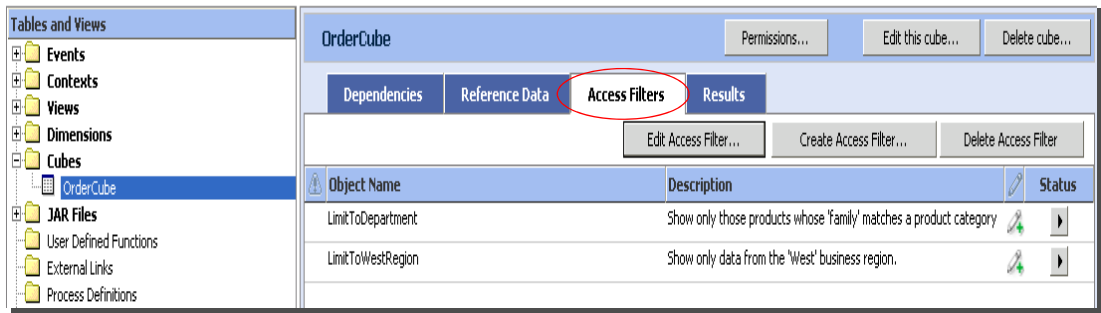 Tables and Views
Events
Contexts
Views
Dimensions
Cubes
OrderCube
JAR Files
User Defined Functions
External Links
Process Definitions
OrderCube
Permissions...
Edit this cube...
Delete cube...
Dependencies
Reference Data
Access Filters
Results
Edit Access Filter...
Create Access Filter...
Delete Access Filter
Object Name Description Status
LimitToDepartment Show only those products whose 'family' matches a product category
LimitToWestRegion Show only data from the 'West' business region.